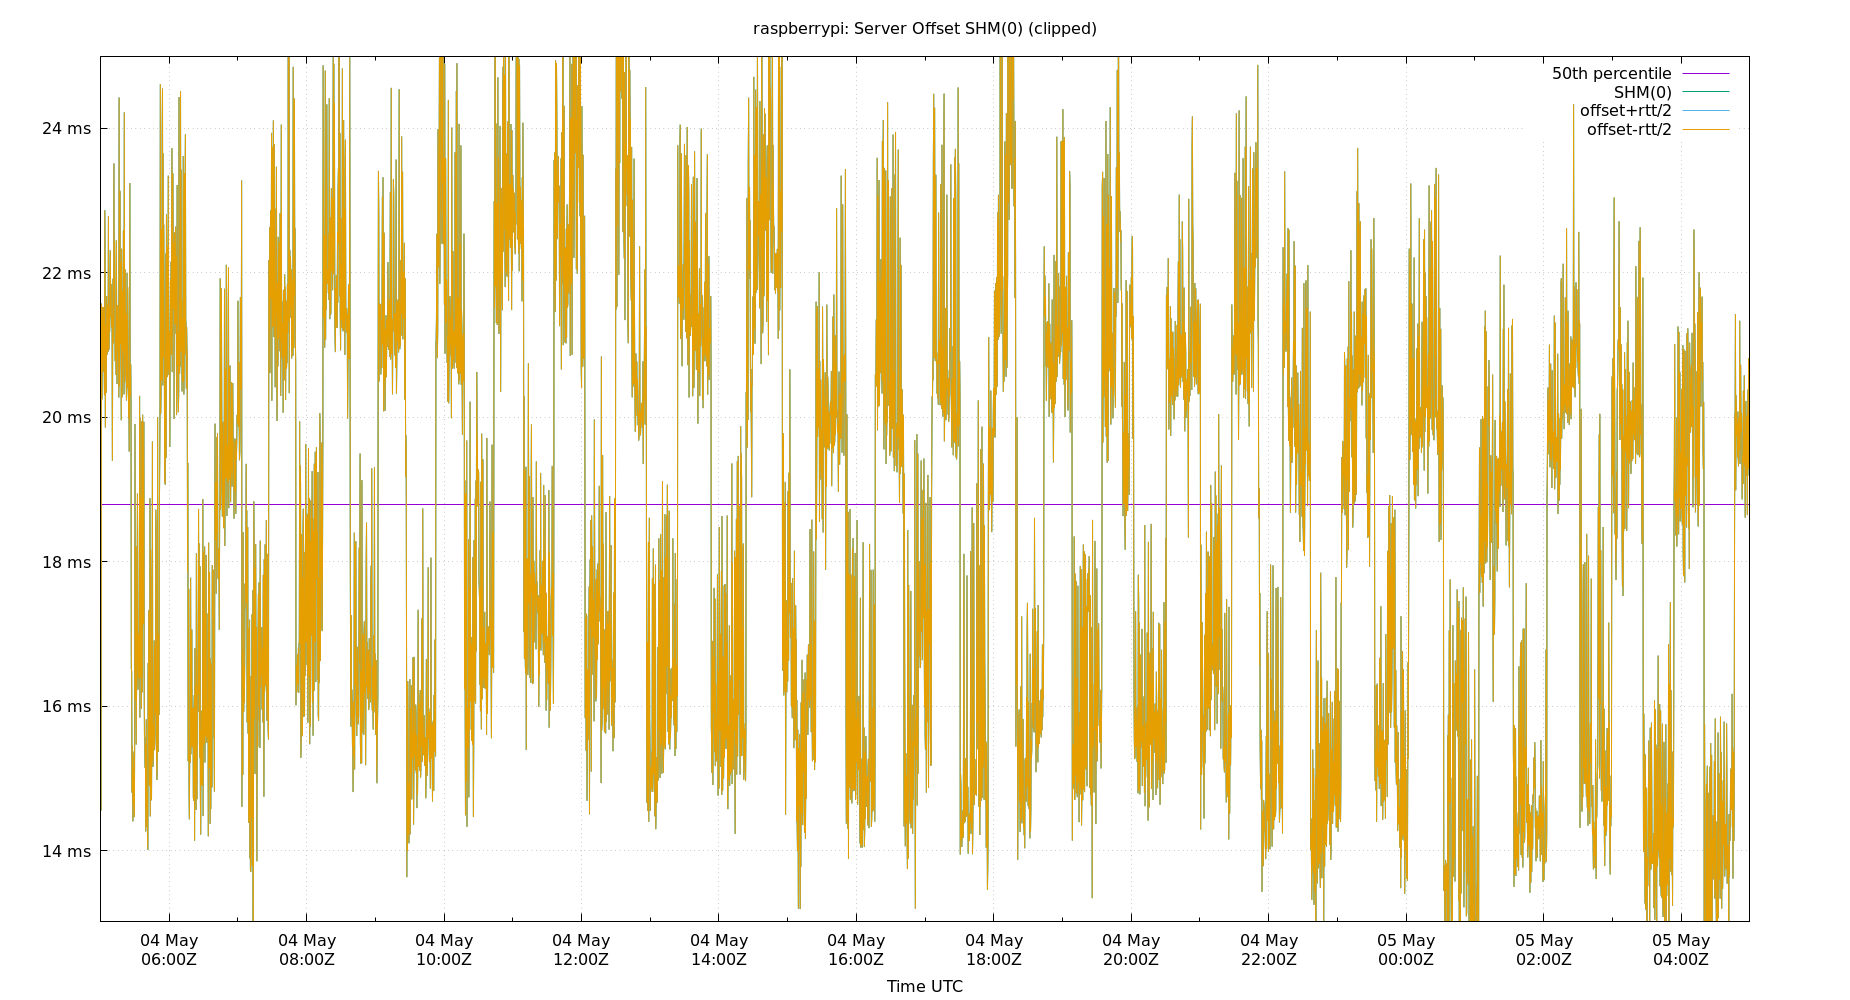 raspberrypi: Server Offset SHM(0) (clipped)
50th percentile
SHM(0)
offset+rtt/2
offset-rtt/2
24 ms
22 ms
20 ms
18 ms
16 ms
14 ms
04 May 04 May 04 May 04 May 04 May 04 May 04 May 04 May 04 May 05 May 05 May 05 May
06:00Z 08:00Z 10:00Z 12:00Z 14:00Z 16:00Z 18:00Z 20:00Z 22:00Z 00:00Z 02:00Z 04:00Z
Time UTC